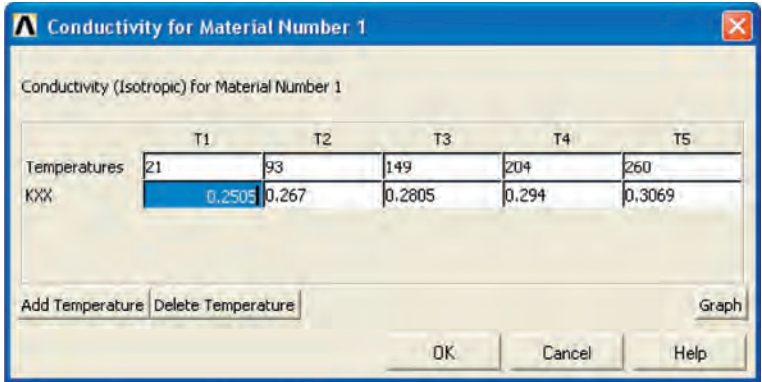 Conductivity for Material Number 1
Conductivity (Isotropic) for Material Number 1
T1 T2 T3 T4 T5
Temperatures 21 93 149 204 260
KXX 0.2505 0.267 0.2805 0.294 0.3069
Add Temperature Delete Temperature Graph
OK Cancel Help